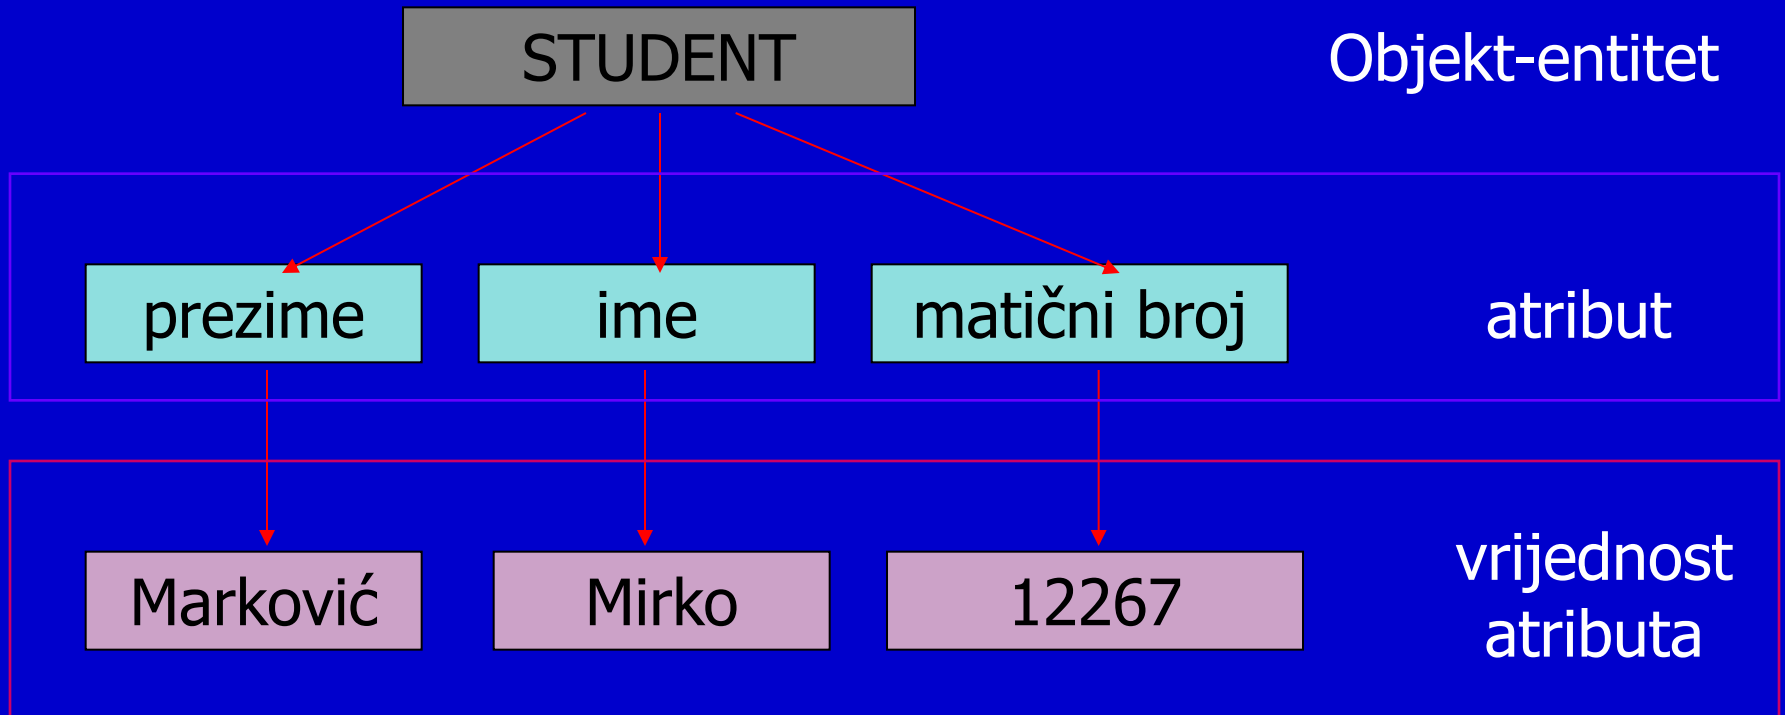 STUDENT
Objekt-entitet
prezime
ime
matični broj
atribut
Marković
Mirko
12267
vrijednost
atributa